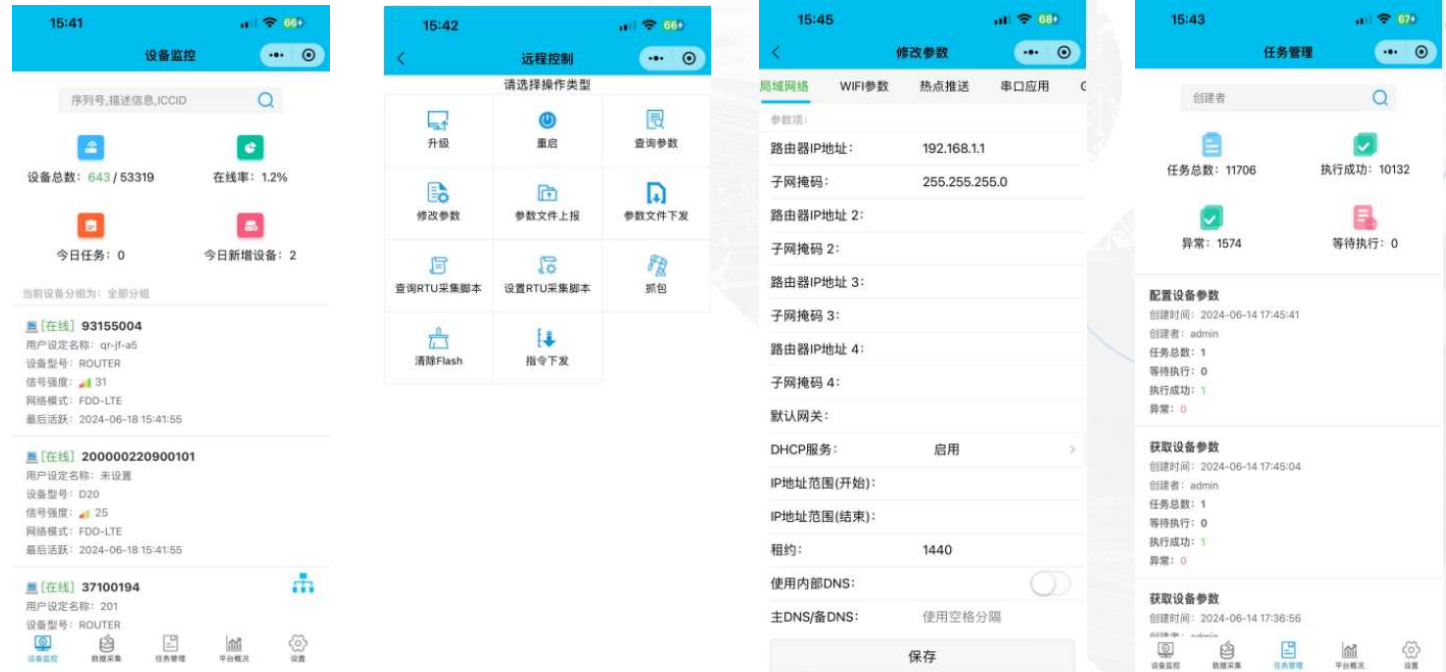 15:41
66
设备监控
序列号,描述信息,ICCID
设备总数：643 / 53319
在线率：1.2%
今日任务：0
今日新增设备：2
当前设备分组为：全部分组
[在线] 93155004
用户设定名称：qr-jf-a5
设备型号：ROUTER
信号强度： 31
网络模式：FDD-LTE
最后活跃：2024-06-18 15:41:55
[在线] 200000220900101
用户设定名称：未设置
设备型号：D20
信号强度： 25
网络模式：FDD-LTE
最后活跃：2024-06-18 15:41:55
[在线] 37100194
用户设定名称：201
设备型号：ROUTER
设备监控
数据采集
任务管理
平台概况
设置
15:42
66
远程控制
请选择操作类型
升级
重启
查询参数
修改参数
参数文件上报
参数文件下发
查询RTU采集脚本
设置RTU采集脚本
抓包
清除Flash
指令下发
15:45
68
修改参数
局域网络
WIFI参数
热点推送
串口应用
参数项：
路由器IP地址： 192.168.1.1
子网掩码： 255.255.255.0
路由器IP地址 2：
子网掩码 2：
路由器IP地址 3：
子网掩码 3：
路由器IP地址 4：
子网掩码 4：
默认网关：
DHCP服务： 启用
IP地址范围(开始)：
IP地址范围(结束)：
租约： 1440
使用内部DNS：
主DNS/备DNS： 使用空格分隔
保存
15:43
67
任务管理
创建者
任务总数：11706
执行成功：10132
异常：1574
等待执行：0
配置设备参数
创建时间：2024-06-14 17:45:41
创建者：admin
任务总数：1
等待执行：0
执行成功：1
异常：0
获取设备参数
创建时间：2024-06-14 17:45:04
创建者：admin
任务总数：1
等待执行：0
执行成功：1
异常：0
获取设备参数
创建时间：2024-06-14 17:36:56
设备监控
数据采集
任务管理
平台概况
设置